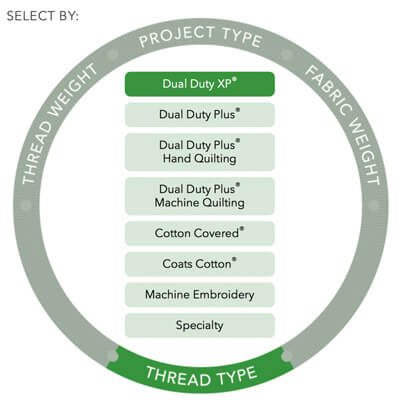 SELECT BY:
PROJECT TYPE
THREAD WEIGHT
FABRIC WEIGHT
Dual Duty XP®
Dual Duty Plus®
Dual Duty Plus®
Hand Quilting
Dual Duty Plus®
Machine Quilting
Cotton Covered®
Coats Cotton®
Machine Embroidery
Specialty
THREAD TYPE